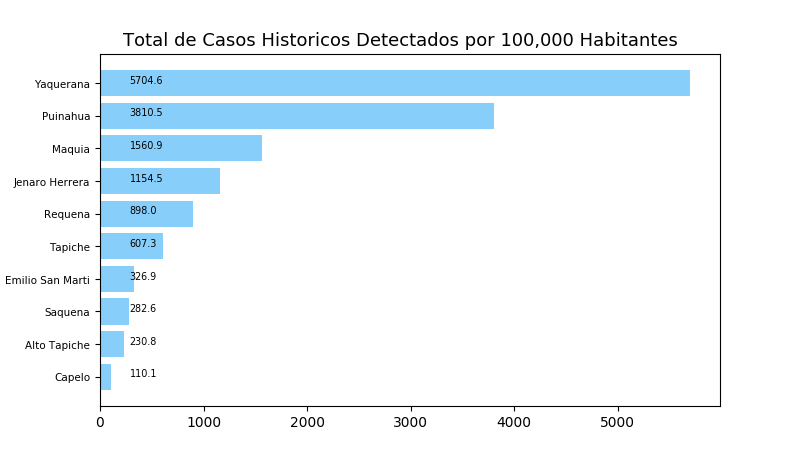 Total de Casos Historicos Detectados por 100,000 Habitantes
Yaquerana 5704.6
Puinahua 3810.5
Maquia 1560.9
Jenaro Herrera 1154.5
Requena 898.0
Tapiche 607.3
Emilio San Marti 326.9
Saquena 282.6
Alto Tapiche 230.8
Capelo 110.1
0 1000 2000 3000 4000 5000